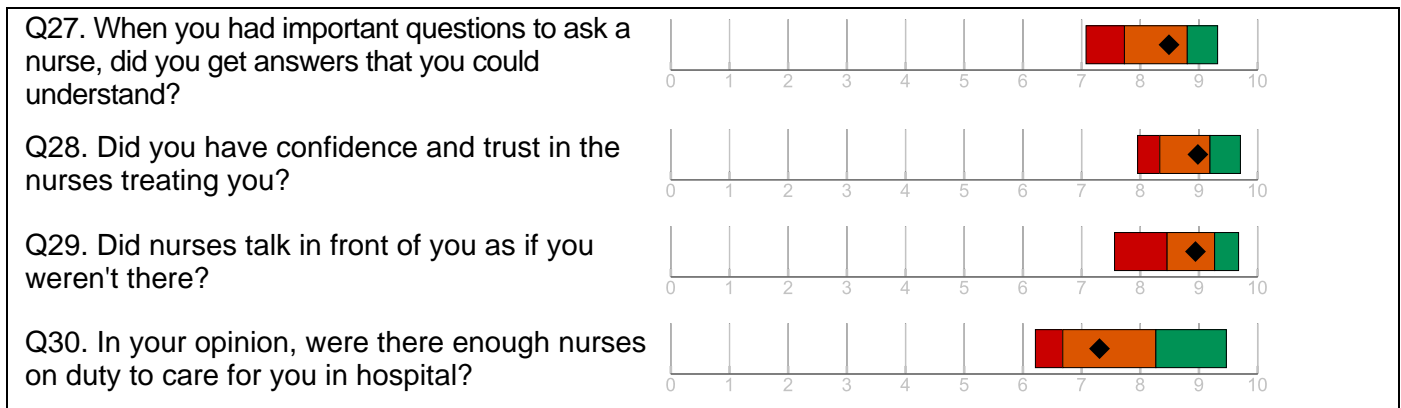 Q27. When you had important questions to ask a
nurse, did you get answers that you could
understand?
0 1 2 3 4 5 6 7 8 9 10
Q28. Did you have confidence and trust in the
nurses treating you?
0 1 2 3 4 5 6 7 8 9 10
Q29. Did nurses talk in front of you as if you
weren't there?
0 1 2 3 4 5 6 7 8 9 10
Q30. In your opinion, were there enough nurses
on duty to care for you in hospital?
0 1 2 3 4 5 6 7 8 9 10